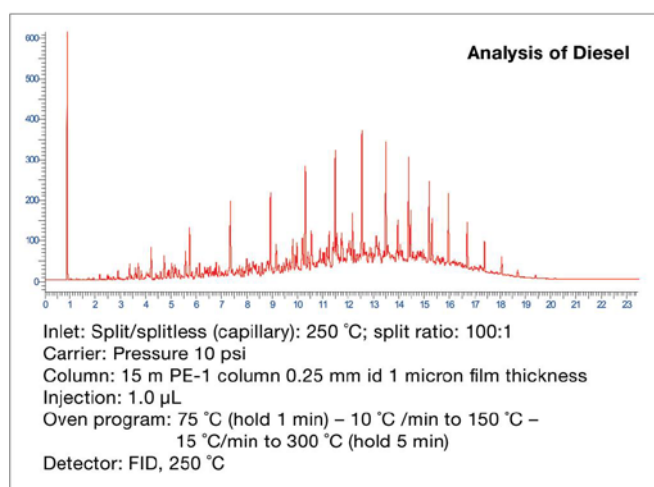 Analysis of Diesel
600
500
400
300
200
100
0
0 1 2 3 4 5 6 7 8 9 10 11 12 13 14 15 16 17 18 19 20 21 22 23
Inlet: Split/splitless (capillary): 250 ˚C; split ratio: 100:1
Carrier: Pressure 10 psi
Column: 15 m PE-1 column 0.25 mm id 1 micron film thickness
Injection: 1.0 µL
Oven program: 75 ˚C (hold 1 min) – 10 ˚C /min to 150 ˚C –
15 ˚C/min to 300 ˚C (hold 5 min)
Detector: FID, 250 ˚C